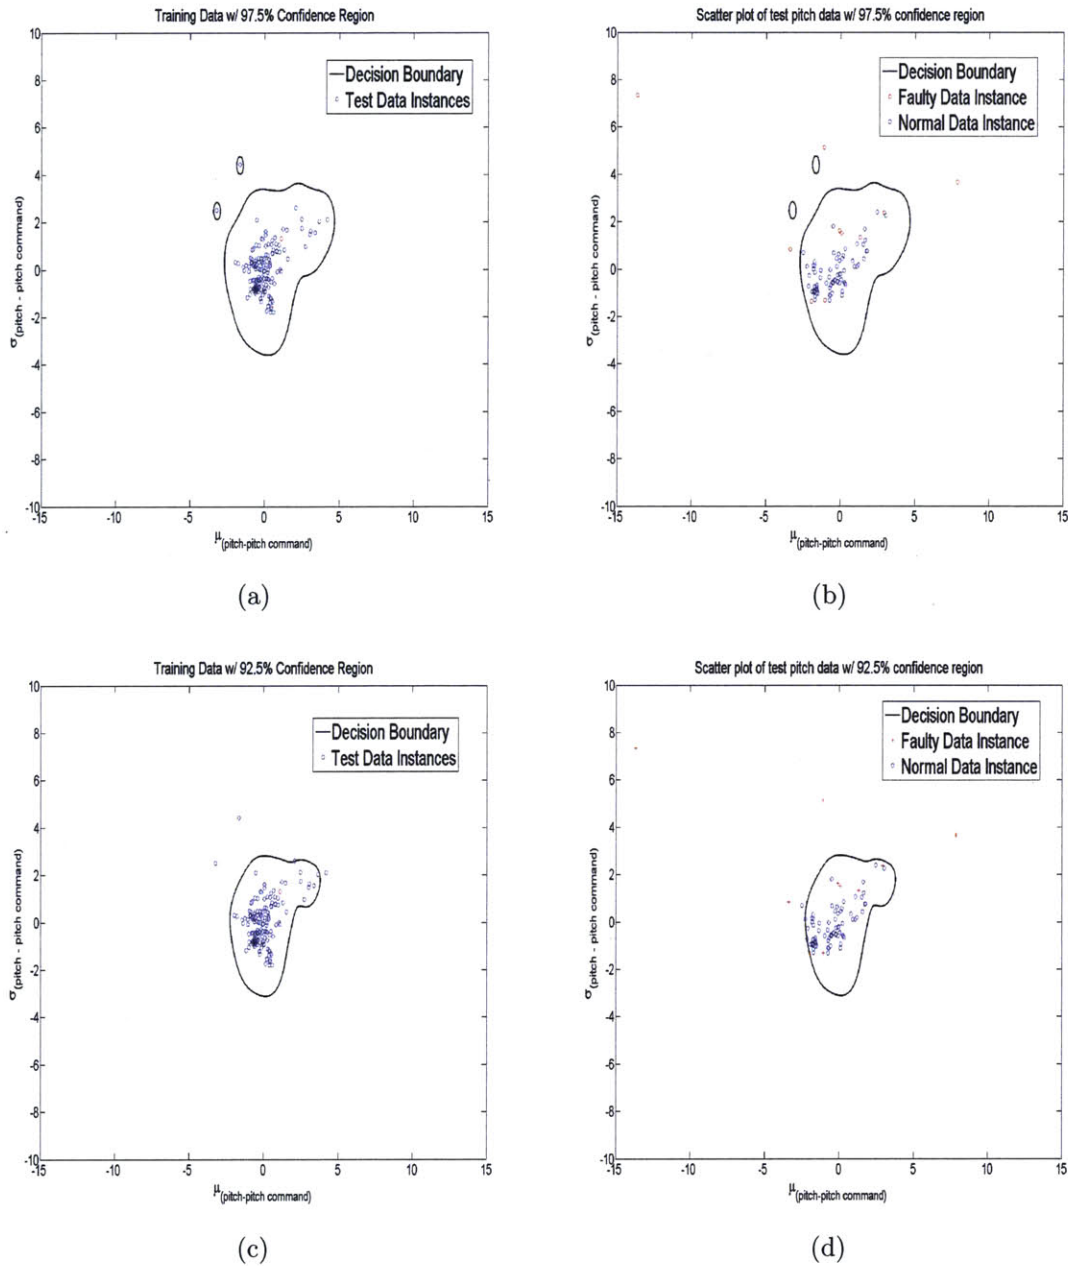 Training Data w/ 97.5% Confidence Region
10
8
6
4
2
0
-2
-4
-6
-8
-10
σ(pitch - pitch command)
Decision Boundary
Test Data Instances
-15
-10
-5
0
5
10
15
μ(pitch-pitch command)
(a)
Scatter plot of test pitch data w/ 97.5% confidence region
10
8
6
4
2
0
-2
-4
-6
-8
-10
σ(pitch - pitch command)
Decision Boundary
Faulty Data Instance
Normal Data Instance
-15
-10
-5
0
5
10
15
μ(pitch-pitch command)
(b)
Training Data w/ 92.5% Confidence Region
10
8
6
4
2
0
-2
-4
-6
-8
-10
σ(pitch - pitch command)
Decision Boundary
Test Data Instances
-15
-10
-5
0
5
10
15
μ(pitch-pitch command)
(c)
Scatter plot of test pitch data w/ 92.5% confidence region
10
8
6
4
2
0
-2
-4
-6
-8
-10
σ(pitch - pitch command)
Decision Boundary
Faulty Data Instance
Normal Data Instance
-15
-10
-5
0
5
10
15
μ(pitch-pitch command)
(d)